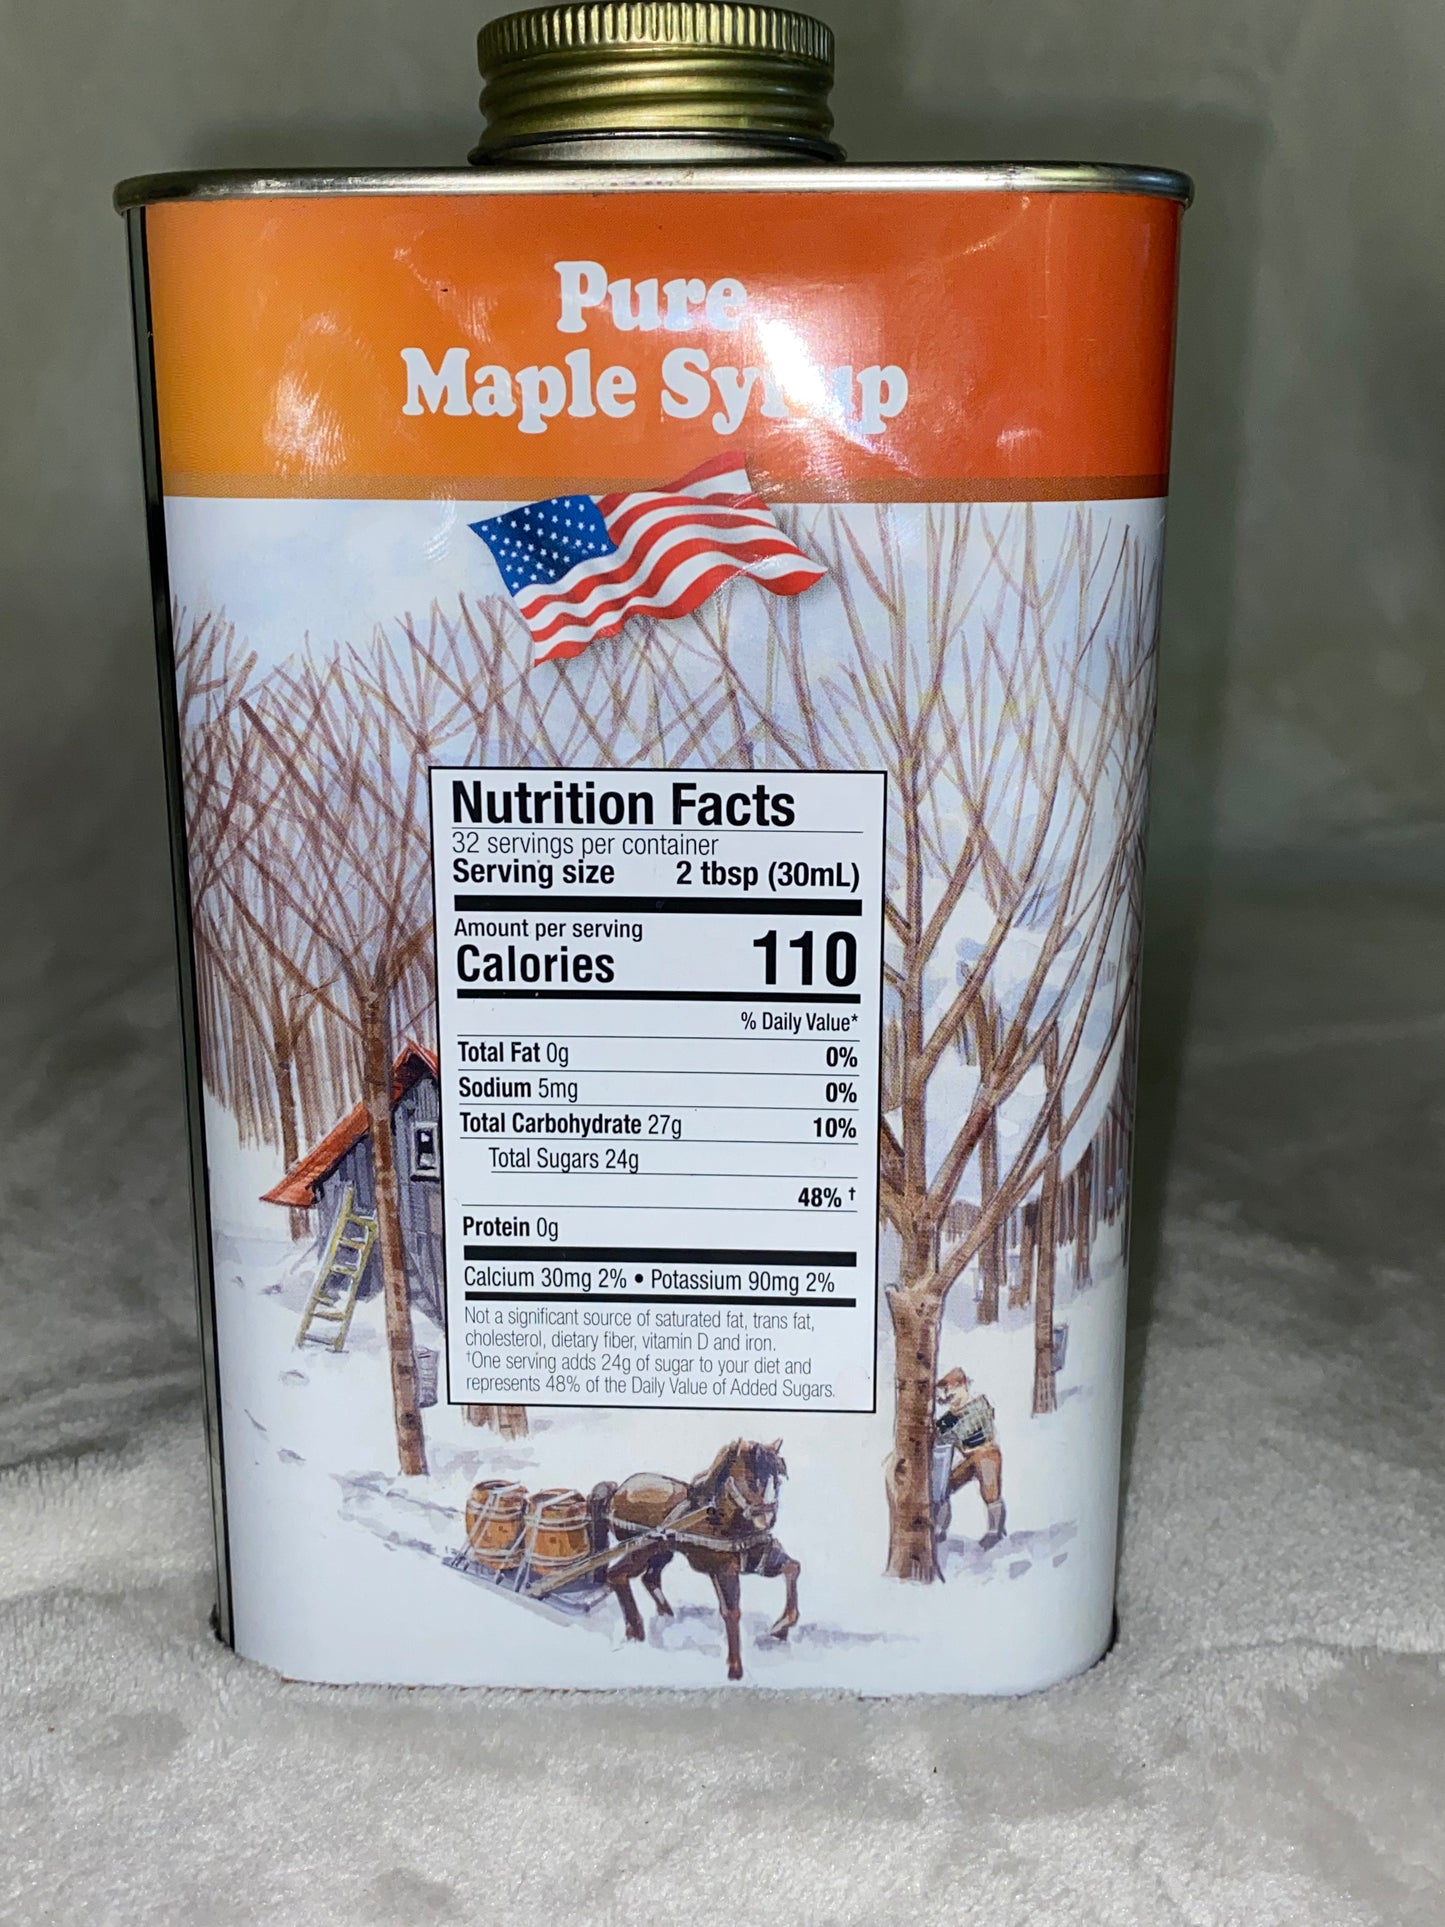 Pure
Maple Syrup
Nutrition Facts
32 servings per container
Serving size 2 tbsp (30mL)
Amount per serving
Calories 110
% Daily Value*
Total Fat 0g 0%
Sodium 5mg 0%
Total Carbohydrate 27g 10%
Total Sugars 24g
48% †
Protein 0g
Calcium 30mg 2% • Potassium 90mg 2%
Not a significant source of saturated fat, trans fat,
cholesterol, dietary fiber, vitamin D and iron.
†One serving adds 24g of sugar to your diet and
represents 48% of the Daily Value of Added Sugars.